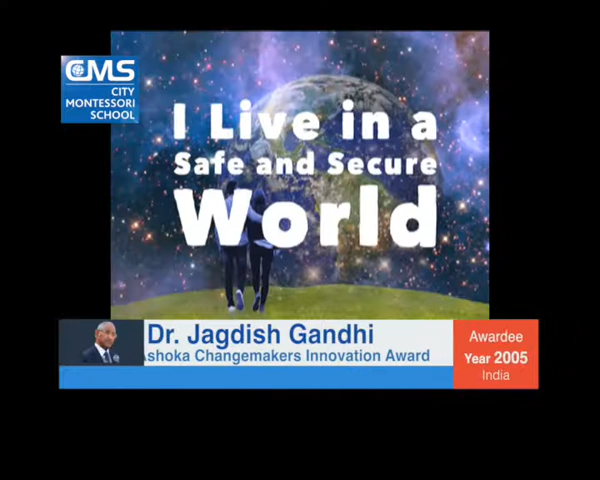 CMS
CITY
MONTESSORI
SCHOOL
I Live in a
Safe and Secure
World
Dr. Jagdish Gandhi
shoka Changemakers Innovation Award
Awardee
Year 2005
India